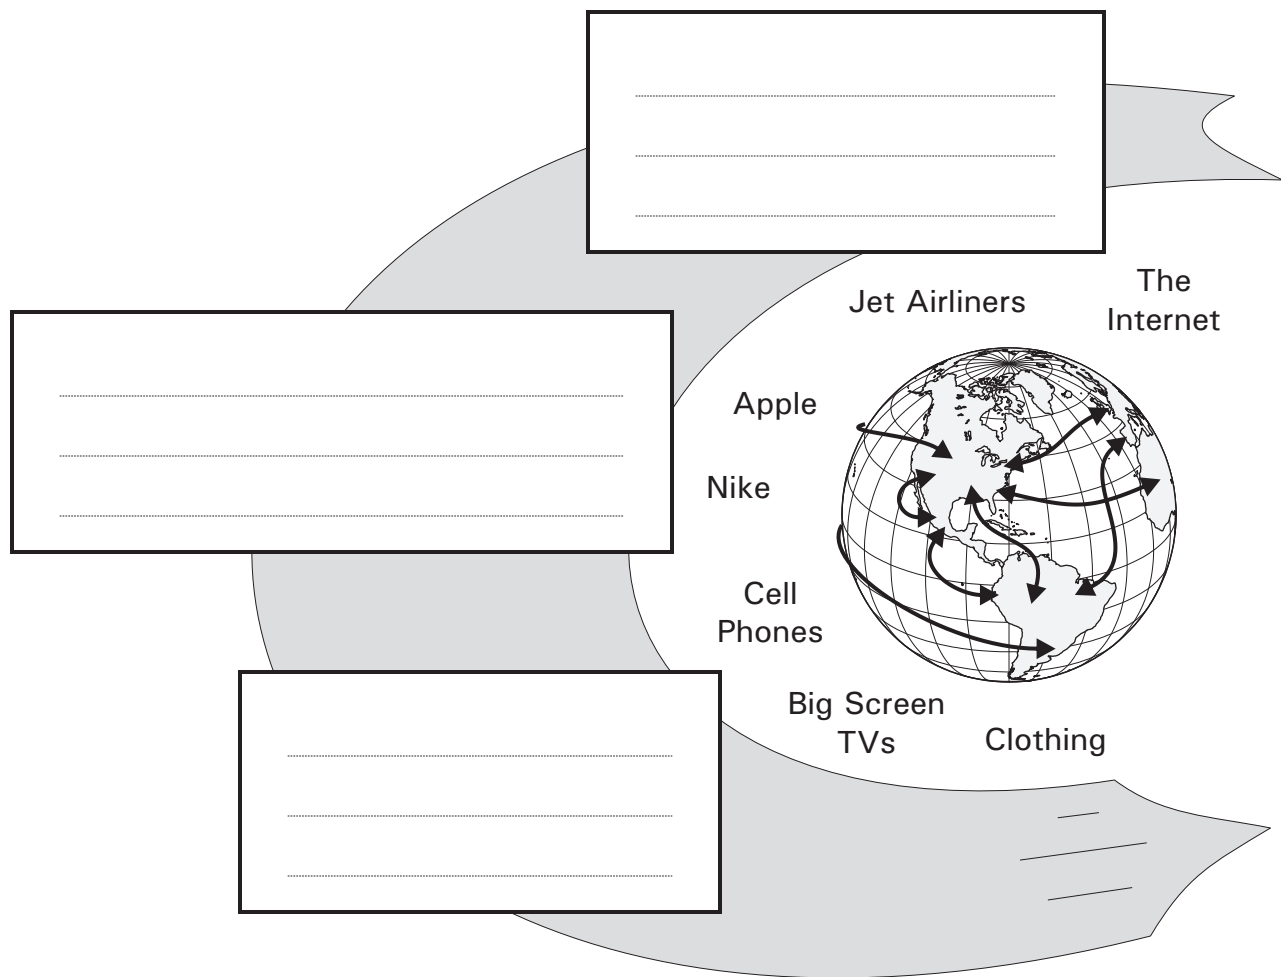 Jet Airliners
The
Internet
Apple
Nike
Cell
Phones
Big Screen
TVs
Clothing